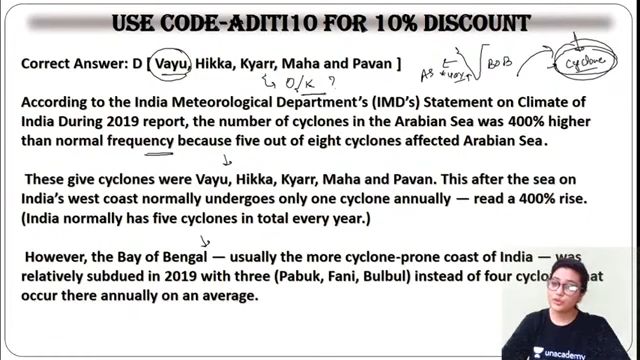 USE CODE-ADITI10 FOR 10% DISCOUNT
Correct Answer: D [ Vayu, Hikka, Kyarr, Maha and Pavan ]
O/K ?
AS
400%↑
BOB
cyclone
According to the India Meteorological Department's (IMD's) Statement on Climate of
India During 2019 report, the number of cyclones in the Arabian Sea was 400% higher
than normal frequency because five out of eight cyclones affected Arabian Sea.
These give cyclones were Vayu, Hikka, Kyarr, Maha and Pavan. This after the sea on
India's west coast normally undergoes only one cyclone annually — read a 400% rise.
(India normally has five cyclones in total every year.)
However, the Bay of Bengal — usually the more cyclone-prone coast of India — was
relatively subdued in 2019 with three (Pabuk, Fani, Bulbul) instead of four cyclo hat
occur there annually on an average.
unacademy